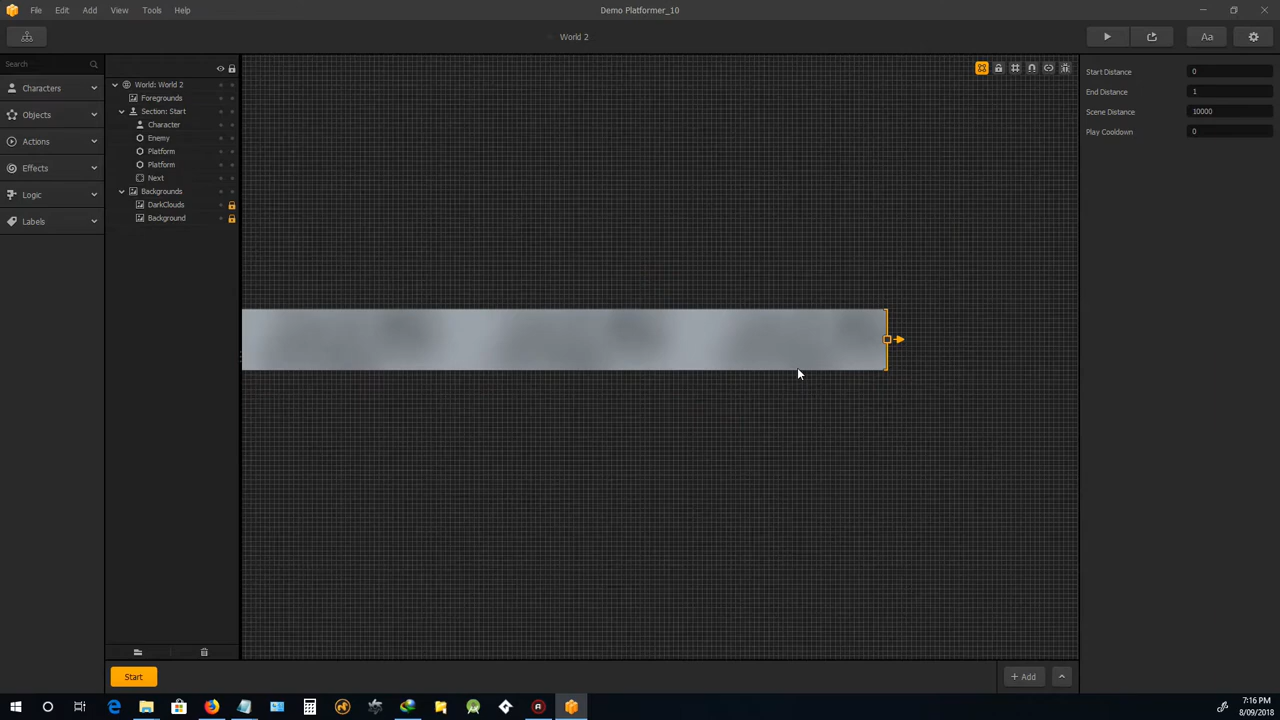 File Edit Add View Tools Help
Demo Platformer_10
World 2
Aa
Search
Characters
Objects
Actions
Effects
Logic
Labels
World: World 2
Foregrounds
Section: Start
Character
Enemy
Platform
Platform
Next
Backgrounds
DarkClouds
Background
Start Distance 0
End Distance 1
Scene Distance 10000
Play Cooldown 0
Start
+ Add
7:16 PM
8/09/2018